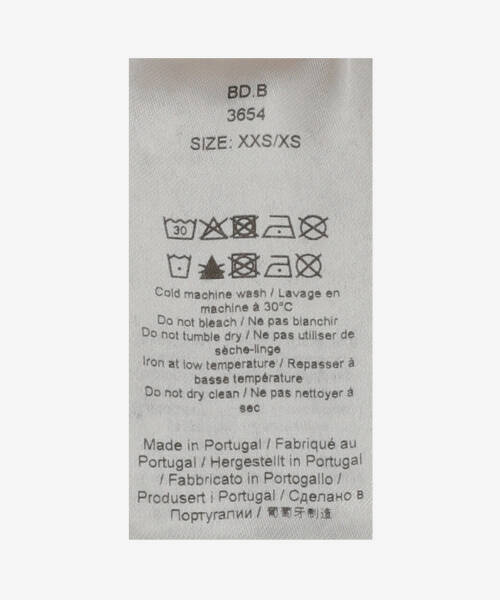 BD.B
3654
SIZE: XXS/XS
30
Cold machine wash / Lavage en
machine à 30°C
Do not bleach / Ne pas blanchir
Do not tumble dry / Ne pas utiliser de
sèche-linge
Iron at low temperature / Repasser à
basse température
Do not dry clean / Ne pas nettoyer à
sec
Made in Portugal / Fabriqué au
Portugal / Hergestellt in Portugal
/ Fabbricato in Portogallo /
Produsert i Portugal / Сделано в
Португалии / 葡萄牙制造